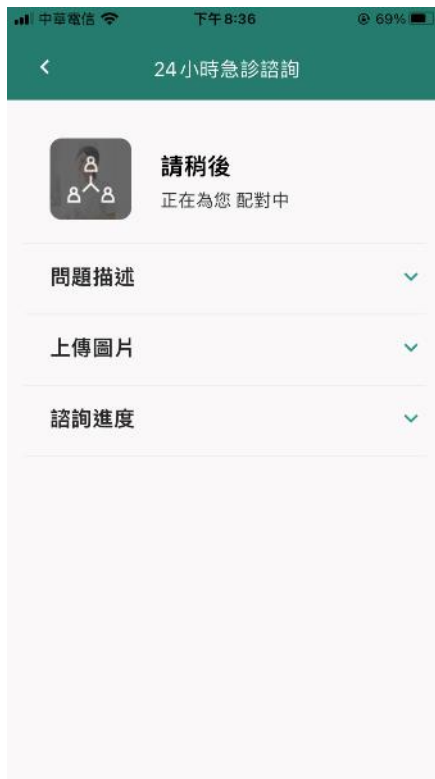 中華電信 下午8:36 69%
24小時急診諮詢
請稍後
正在為您 配對中
問題描述
上傳圖片
諮詢進度